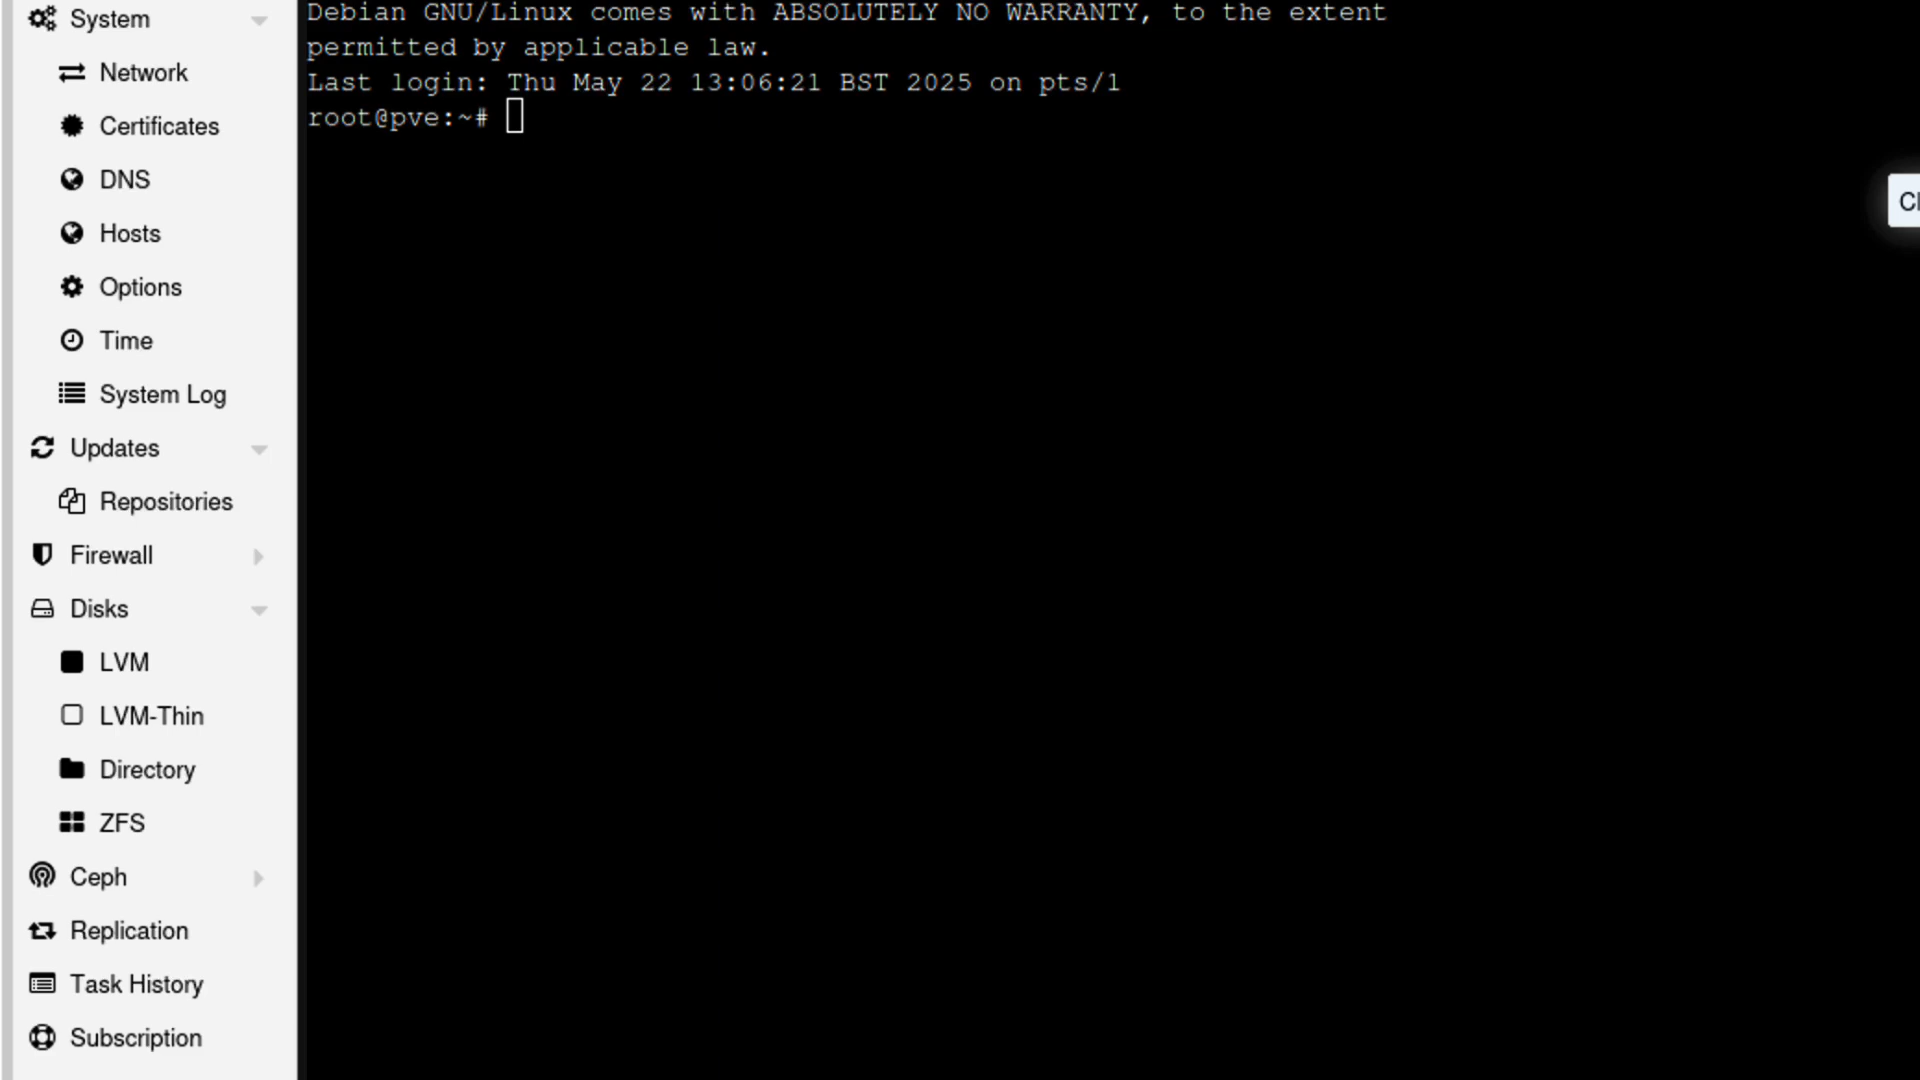 System
Network
Certificates
DNS
Hosts
Options
Time
System Log
Updates
Repositories
Firewall
Disks
LVM
LVM-Thin
Directory
ZFS
Ceph
Replication
Task History
Subscription
Debian GNU/Linux comes with ABSOLUTELY NO WARRANTY, to the extent
permitted by applicable law.
Last login: Thu May 22 13:06:21 BST 2025 on pts/1
root@pve:~#